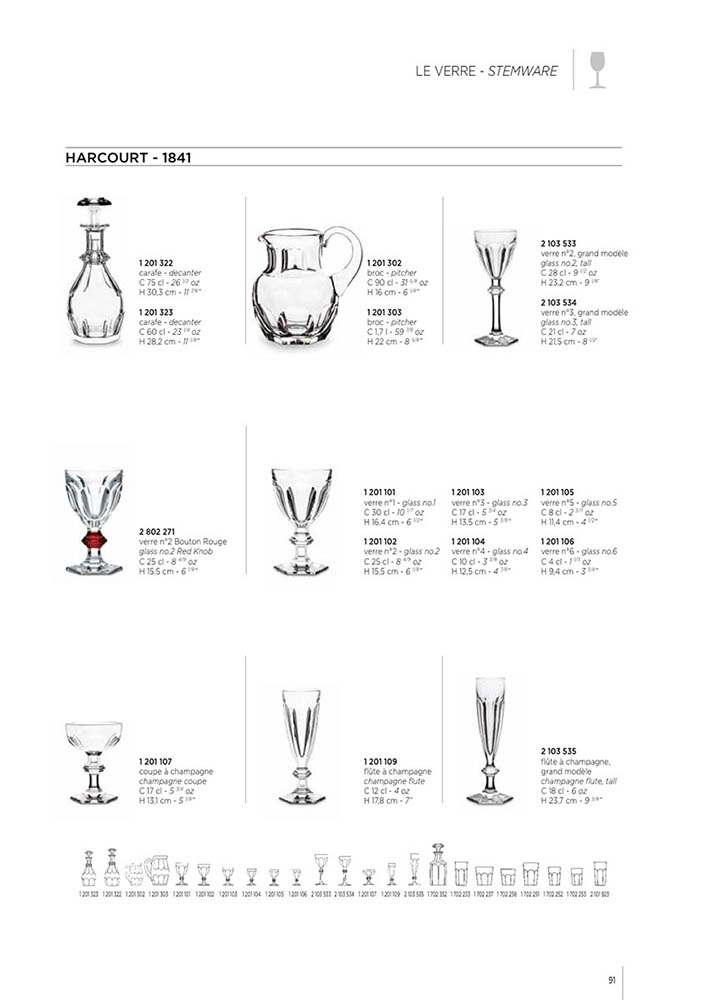 LE VERRE - STEMWARE
HARCOURT - 1841
1 201 322
carafe - decanter
C 75 cl - 26 1/2 oz
H 30,3 cm - 11 7/8"
1 201 323
carafe - decanter
C 60 cl - 23 1/4 oz
H 28,2 cm - 11
1 201 302
broc - pitcher
C 90 cl - 31 oz
H 16 cm - 6 1/4"
1 201 303
broc - pitcher
C 1,7 l - 59 oz
H 22 cm - 8 5/8"
2 103 533
verre n°2, grand modèle
glass no.2, tall
C 28 cl - 9 1/2 oz
H 23,2 cm - 9 1/8"
2 103 534
verre n°3, grand modèle
glass no.3, tall
C 21 cl - 7 oz
H 21,5 cm - 8 1/2"
2 802 271
verre n°2 Bouton Rouge
glass no.2 Red Knob
C 25 cl - 8 4/9 oz
H 15,5 cm - 6 1/8"
1 201 101
verre n°1 - glass no.1
C 30 cl - 10 1/7 oz
H 16,4 cm - 6 1/2"
1 201 102
verre n°2 - glass no.2
C 25 cl - 8 4/9 oz
H 15,5 cm - 6 1/8"
1 201 103
verre n°3 - glass no.3
C 17 cl - 5 3/4 oz
H 13,5 cm - 5 3/8"
1 201 104
verre n°4 - glass no.4
C 10 cl - 3 3/8 oz
H 12,5 cm - 4 7/8"
1 201 105
verre n°5 - glass no.5
C 8 cl - 2 5/7 oz
H 11,4 cm - 4 1/2"
1 201 106
verre n°6 - glass no.6
C 4 cl - 1 1/2 oz
H 9,4 cm - 3 3/4"
1 201 107
coupe à champagne
champagne coupe
C 17 cl - 5 3/4 oz
H 13,1 cm - 5 1/8"
1 201 109
flûte à champagne
champagne flute
C 12 cl - 4 oz
H 17,8 cm - 7"
2 103 535
flûte à champagne,
grand modèle
champagne flute, tall
C 18 cl - 6 oz
H 23,7 cm - 9 3/8"
1 201 323 1 201 322 1 201 302 1 201 303 1 201 101 1 201 102 1 201 103 1 201 104 1 201 105 1 201 106 2 103 533 2 103 534 1 201 107 1 201 109 2 103 535 1 702 352 1 702 237 1 702 238 1 702 251 1 702 252 1 702 253 2 101 923
91